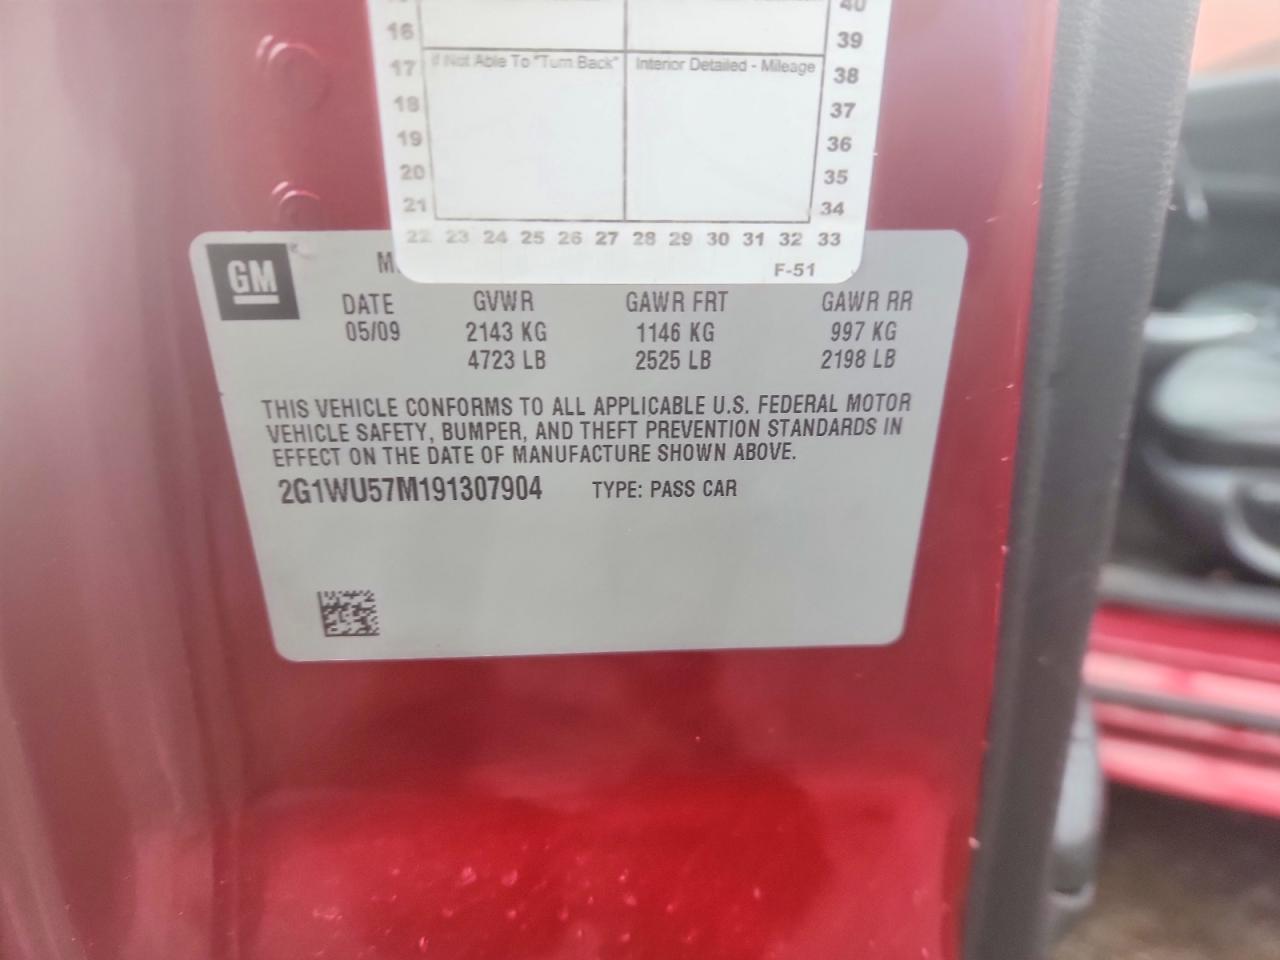 16
40
39
If Not Able To "Turn Back"
Interior Detailed - Mileage
17
38
18
37
19
36
20
35
21
34
22 23 24 25 26 27 28 29 30 31 32 33
F-51
GM
DATE GVWR GAWR FRT GAWR RR
05/09 2143 KG 1146 KG 997 KG
4723 LB 2525 LB 2198 LB
THIS VEHICLE CONFORMS TO ALL APPLICABLE U.S. FEDERAL MOTOR
VEHICLE SAFETY, BUMPER, AND THEFT PREVENTION STANDARDS IN
EFFECT ON THE DATE OF MANUFACTURE SHOWN ABOVE.
2G1WU57M191307904 TYPE: PASS CAR